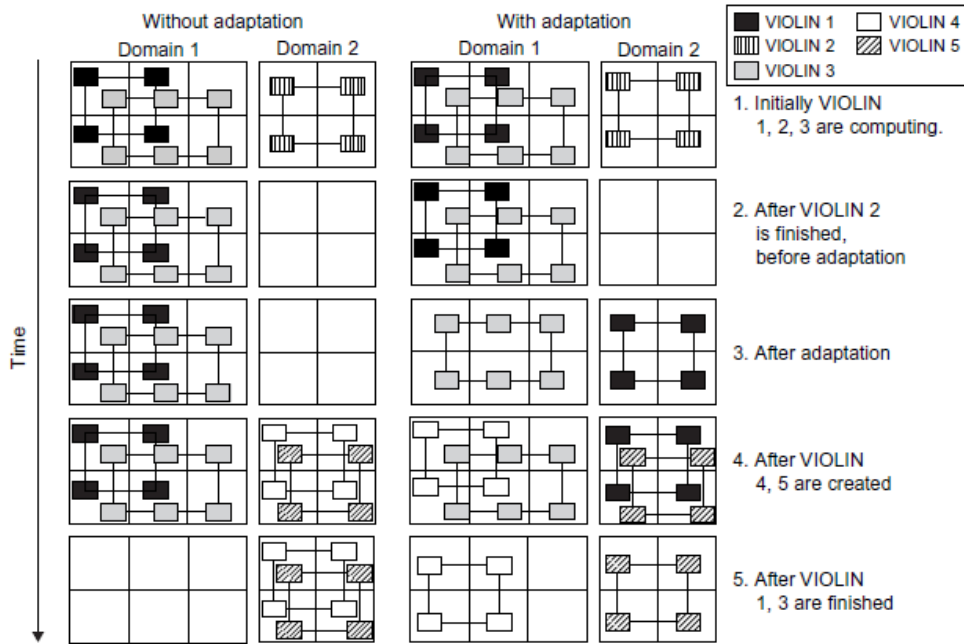 Without adaptation
With adaptation
Domain 1
Domain 2
Domain 1
Domain 2
VIOLIN 1
VIOLIN 4
VIOLIN 2
VIOLIN 5
VIOLIN 3
1. Initially VIOLIN
1, 2, 3 are computing.
2. After VIOLIN 2
is finished,
before adaptation
Time
3. After adaptation
4. After VIOLIN
4, 5 are created
5. After VIOLIN
1, 3 are finished